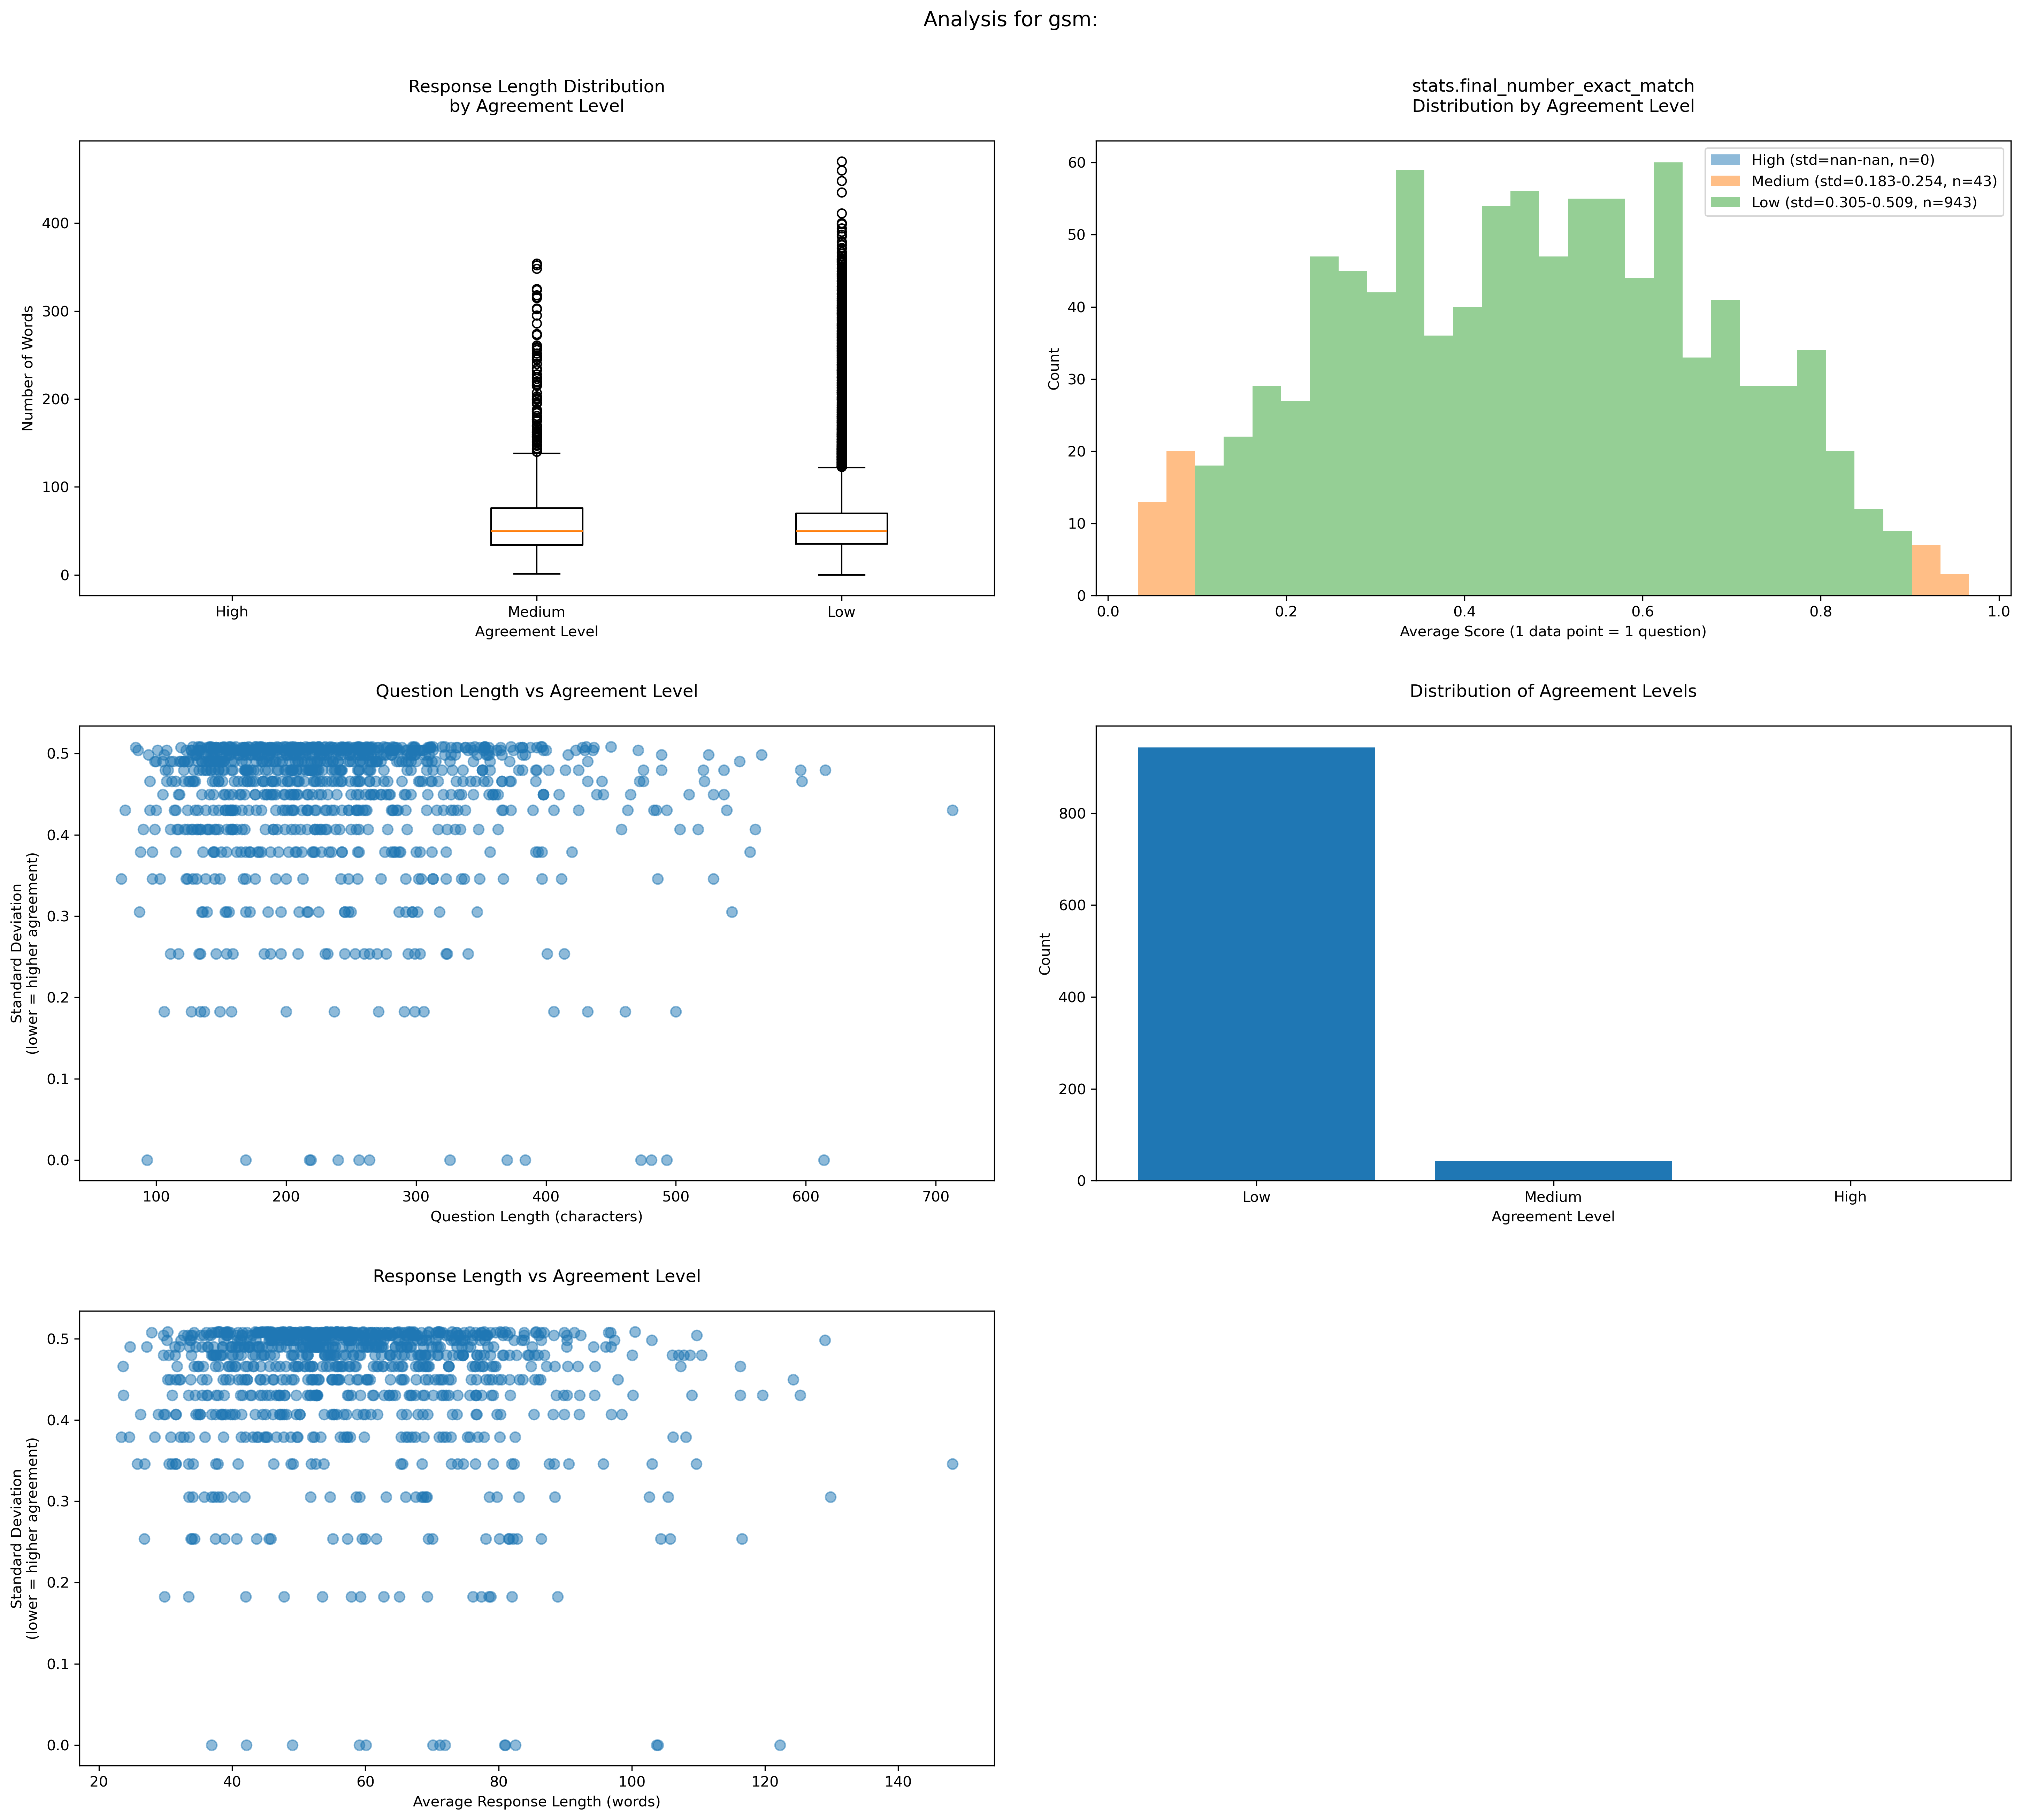 Analysis for gsm:
Response Length Distribution
by Agreement Level
Number of Words
400
300
200
100
0
High
Medium
Low
Agreement Level
stats.final_number_exact_match
Distribution by Agreement Level
High (std=nan-nan, n=0)
Medium (std=0.183-0.254, n=43)
Low (std=0.305-0.509, n=943)
Count
60
50
40
30
20
10
0
0.0
0.2
0.4
0.6
0.8
1.0
Average Score (1 data point = 1 question)
Question Length vs Agreement Level
Standard Deviation
(lower = higher agreement)
0.5
0.4
0.3
0.2
0.1
0.0
100
200
300
400
500
600
700
Question Length (characters)
Distribution of Agreement Levels
Count
800
600
400
200
0
Low
Medium
High
Agreement Level
Response Length vs Agreement Level
Standard Deviation
(lower = higher agreement)
0.5
0.4
0.3
0.2
0.1
0.0
20
40
60
80
100
120
140
Average Response Length (words)